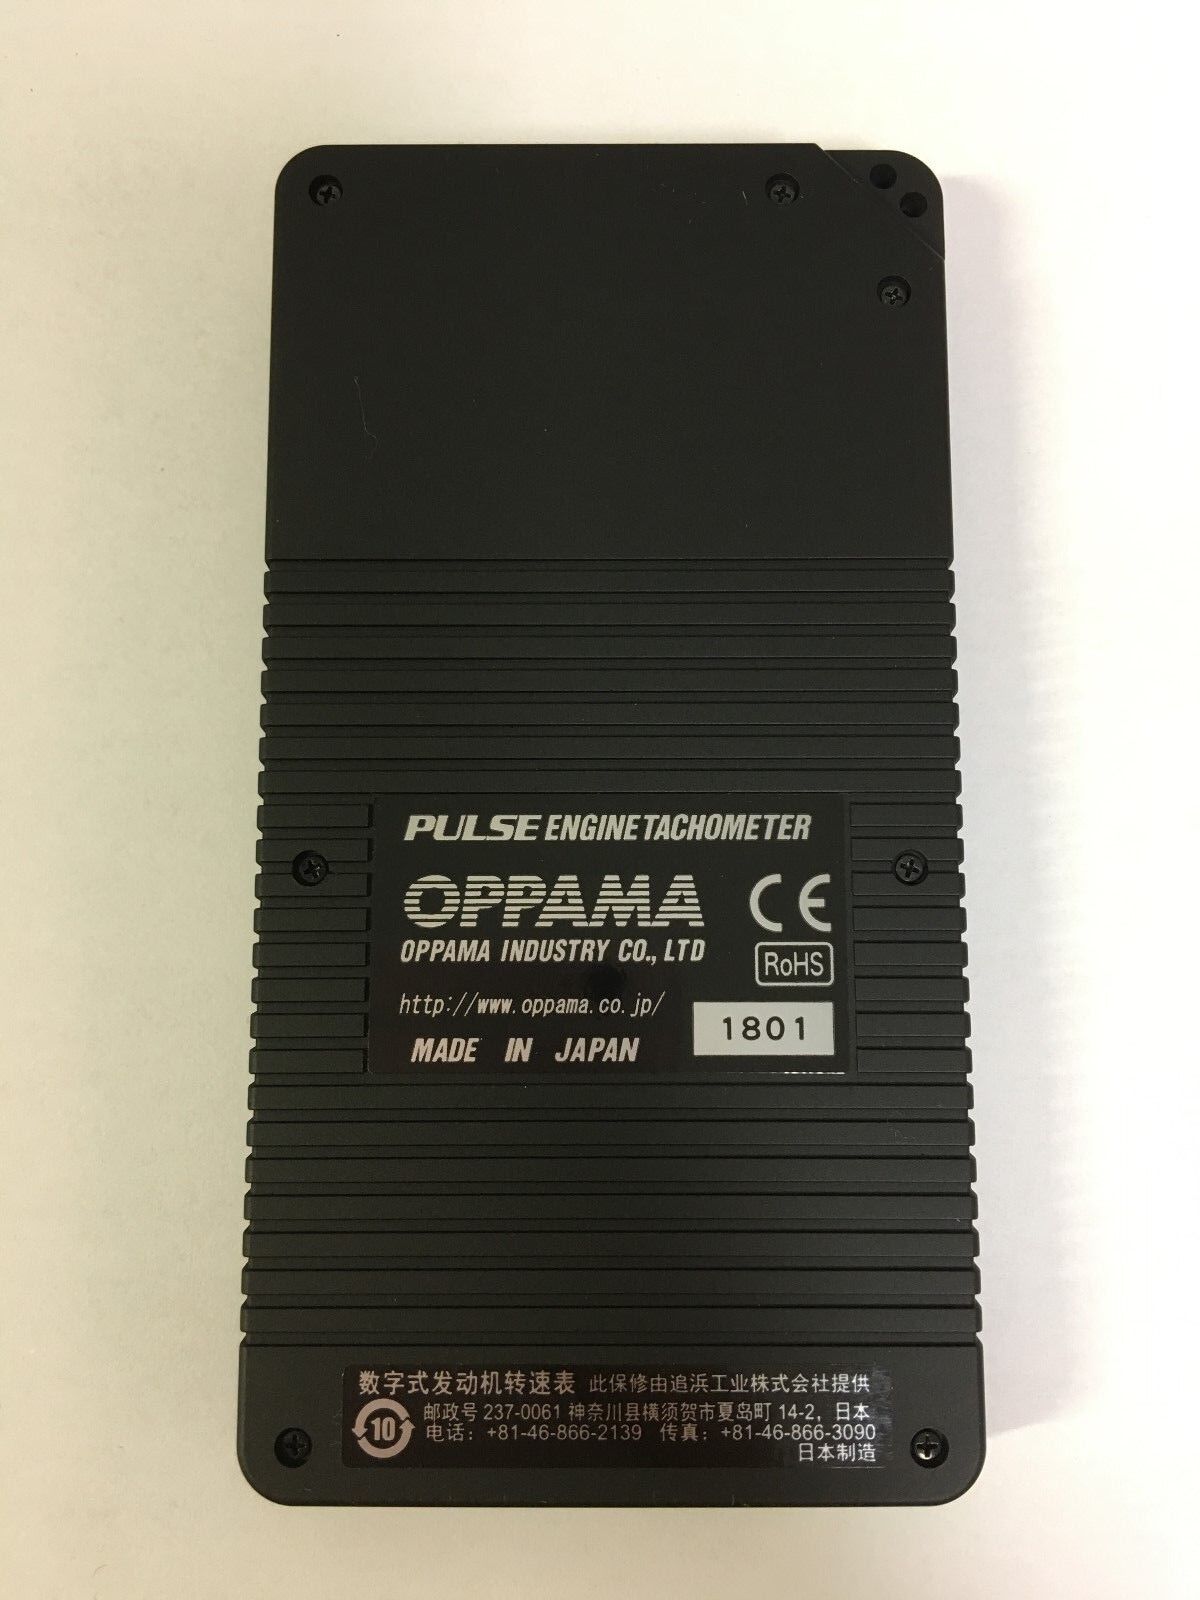 PULSE ENGINE TACHOMETER
OPPAMA
CE
OPPAMA INDUSTRY CO., LTD
RoHS
http://www.oppama.co.jp/
1801
MADE IN JAPAN
数字式发动机转速表 此保修由追浜工业株式会社提供
10 邮政号 237-0061 神奈川县横须贺市夏岛町 14-2, 日本
电话: +81-46-866-2139 传真: +81-46-866-3090
日本制造